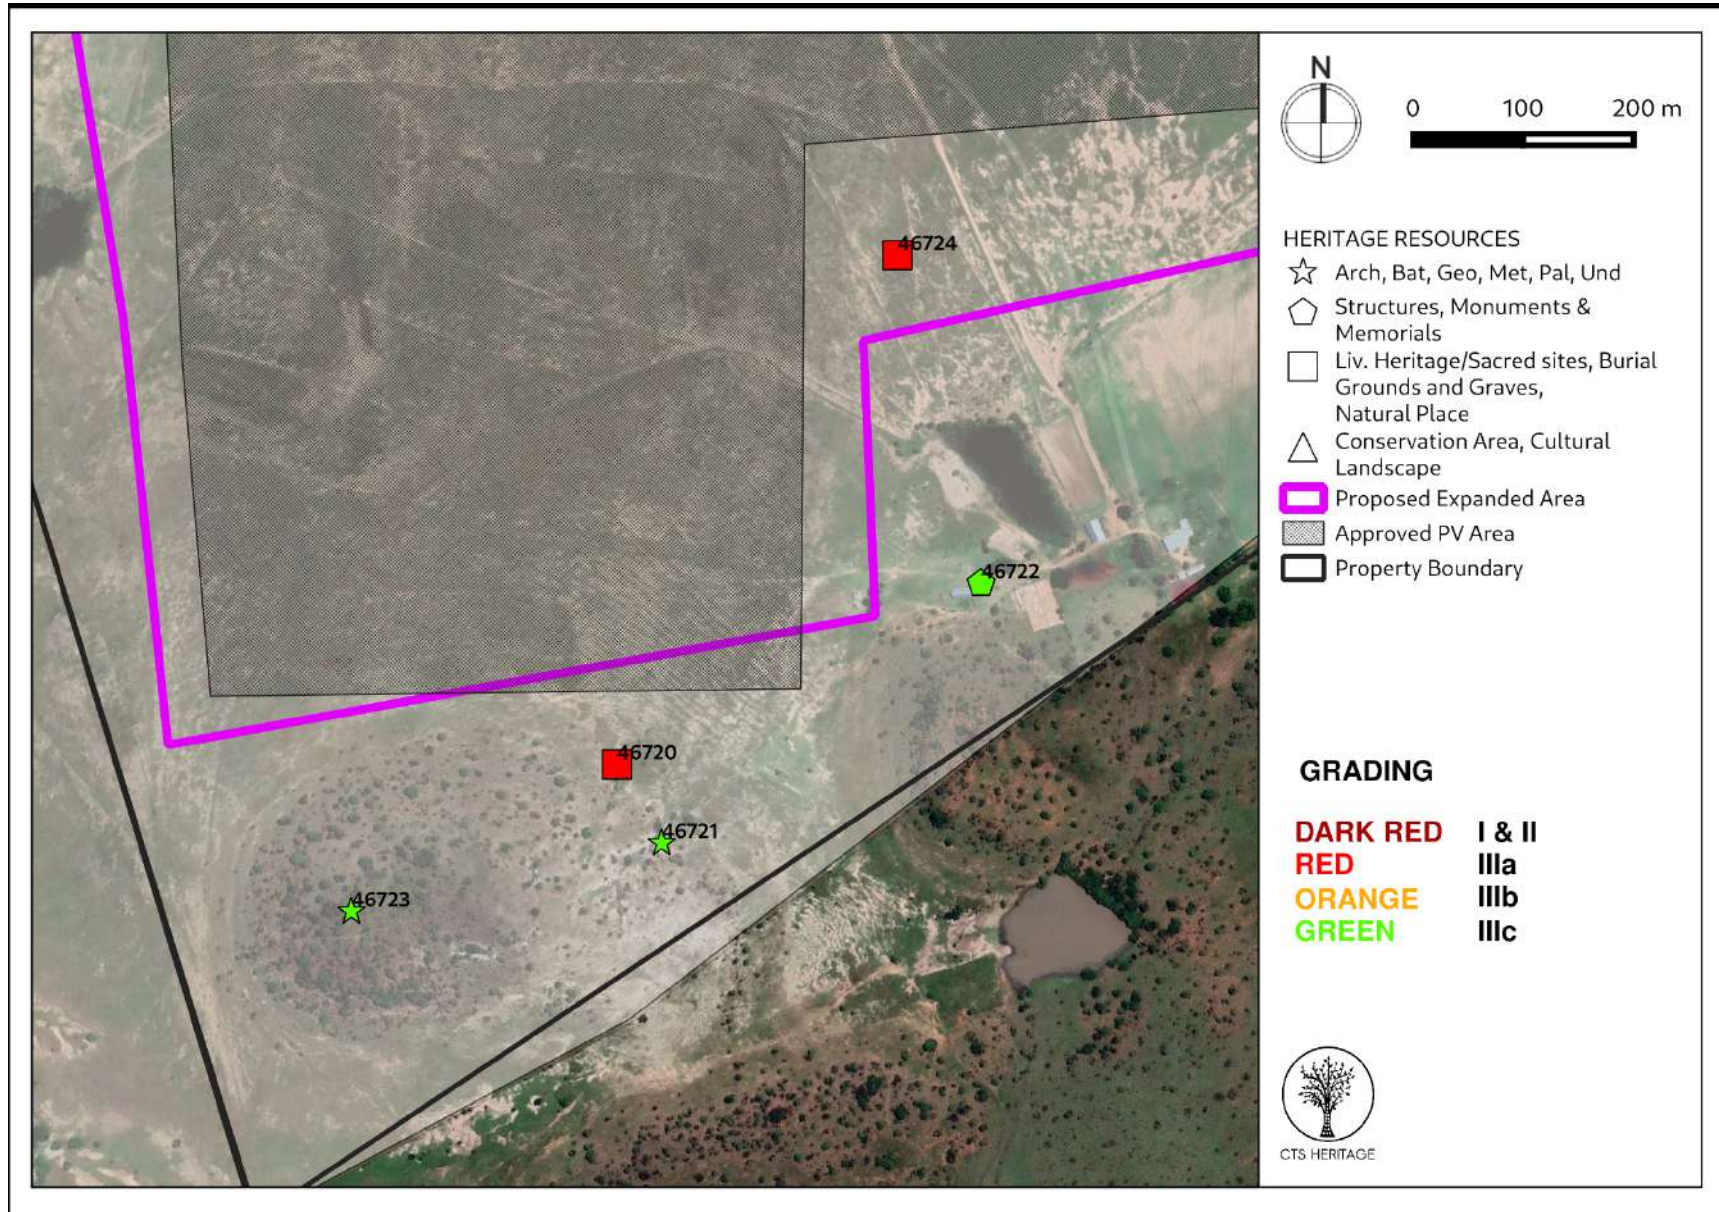 46724
46722
46720
46721
46723
N
0 100 200 m
HERITAGE RESOURCES
Arch, Bat, Geo, Met, Pal, Und
Structures, Monuments &
Memorials
Liv. Heritage/Sacred sites, Burial
Grounds and Graves,
Natural Place
Conservation Area, Cultural
Landscape
Proposed Expanded Area
Approved PV Area
Property Boundary
GRADING
DARK RED I & II
RED IIIa
ORANGE IIIb
GREEN IIIc
CTS HERITAGE